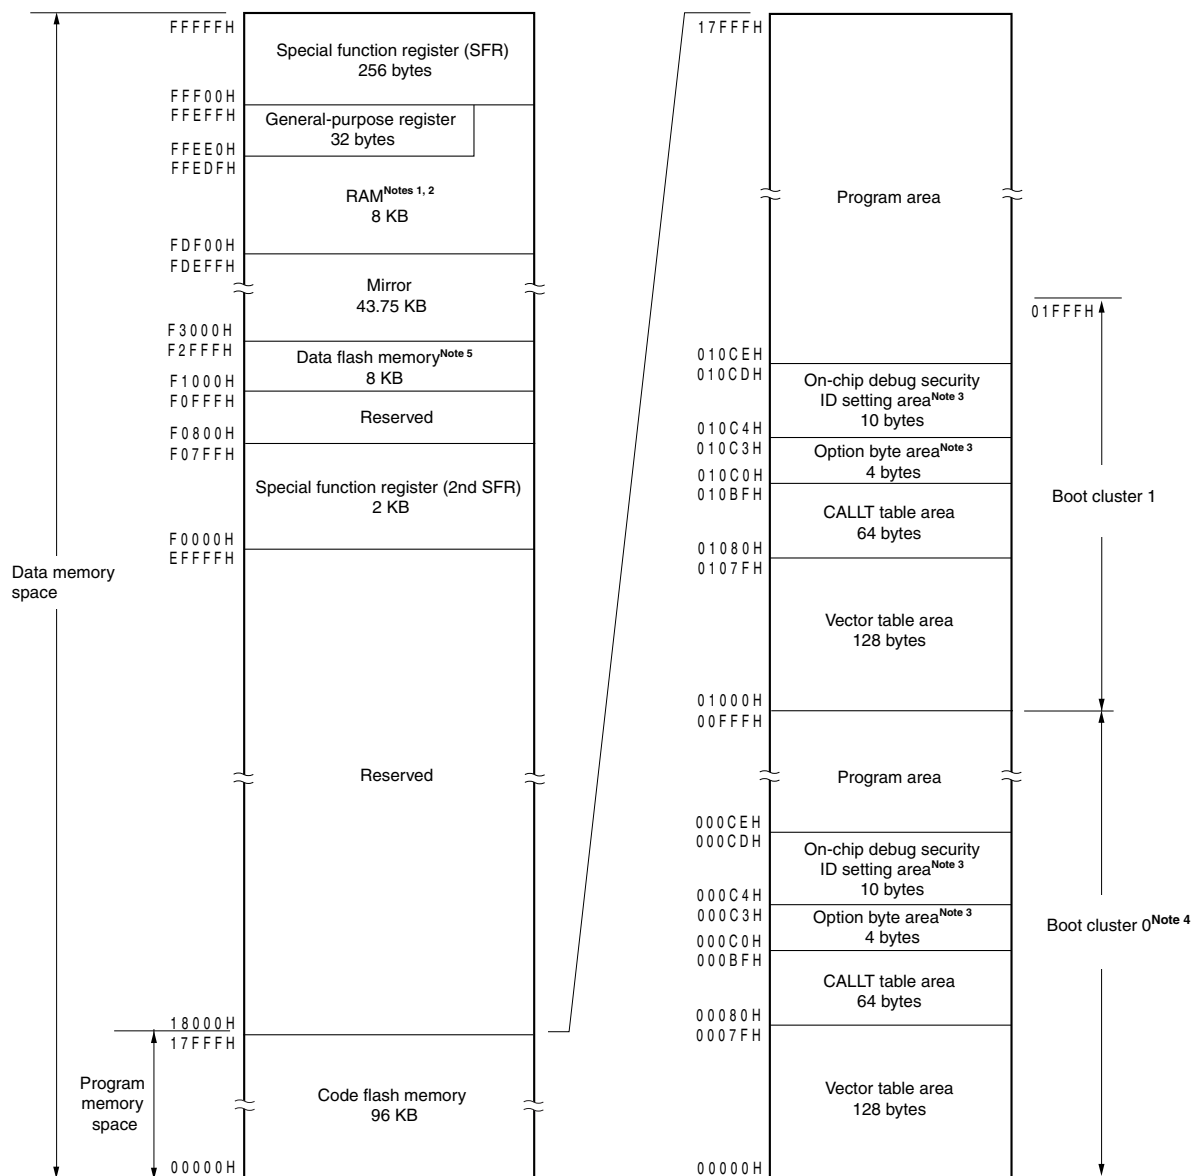 FFFFFH
Special function register (SFR)
256 bytes
FFF00H
FFEFFH
General-purpose register
32 bytes
FFEE0H
FFEDFH
RAMNotes 1, 2
8 KB
FDF00H
FDEFFH
Mirror
43.75 KB
F3000H
F2FFFH
Data flash memoryNote 5
8 KB
F1000H
F0FFFH
Reserved
F0800H
F07FFH
Special function register (2nd SFR)
2 KB
F0000H
EFFFFH
Data memory
space
Reserved
18000H
17FFFH
Program
memory
space
Code flash memory
96 KB
00000H
17FFFH
Program area
01FFFH
010CEH
010CDH
On-chip debug security
ID setting areaNote 3
10 bytes
010C4H
010C3H
Option byte areaNote 3
4 bytes
010C0H
010BFH
Boot cluster 1
CALLT table area
64 bytes
01080H
0107FH
Vector table area
128 bytes
01000H
00FFFH
Program area
000CEH
000CDH
On-chip debug security
ID setting areaNote 3
10 bytes
000C4H
000C3H
Option byte areaNote 3
4 bytes
Boot cluster 0Note 4
000C0H
000BFH
CALLT table area
64 bytes
00080H
0007FH
Vector table area
128 bytes
00000H